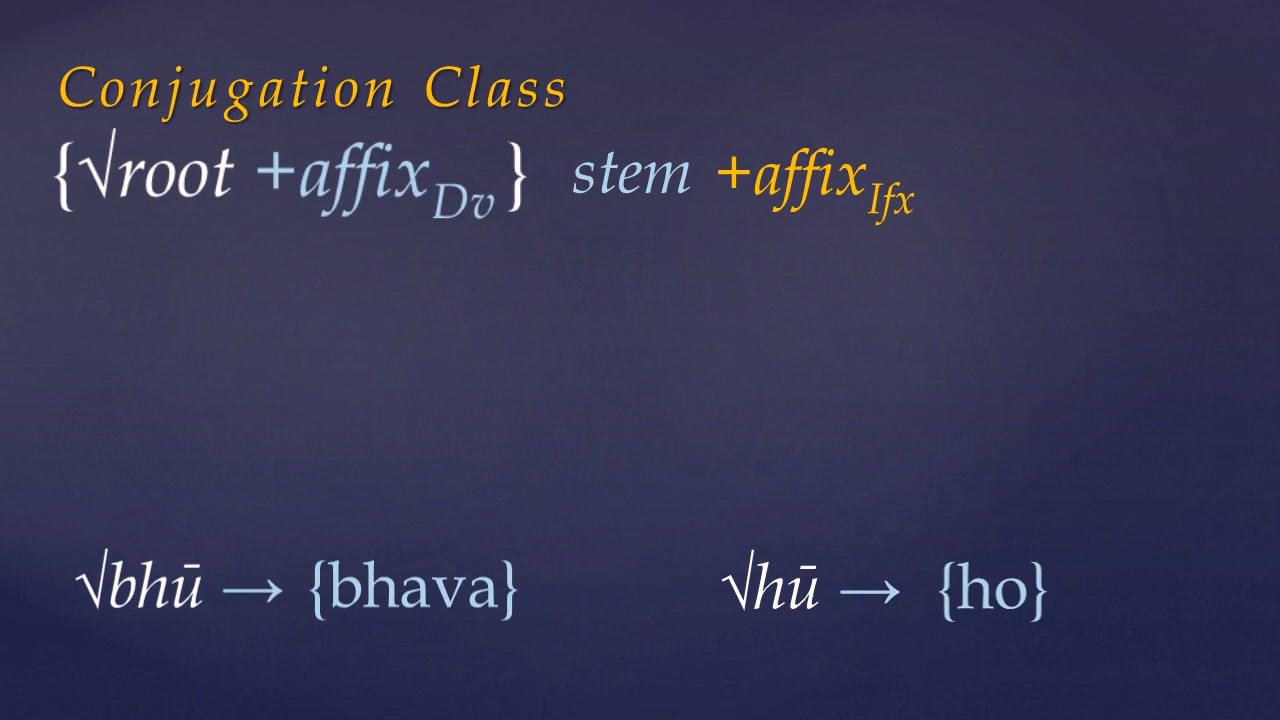 Conjugation Class
{√root +affixDv} stem +affixIfx
√bhū → {bhava} √hū → {ho}